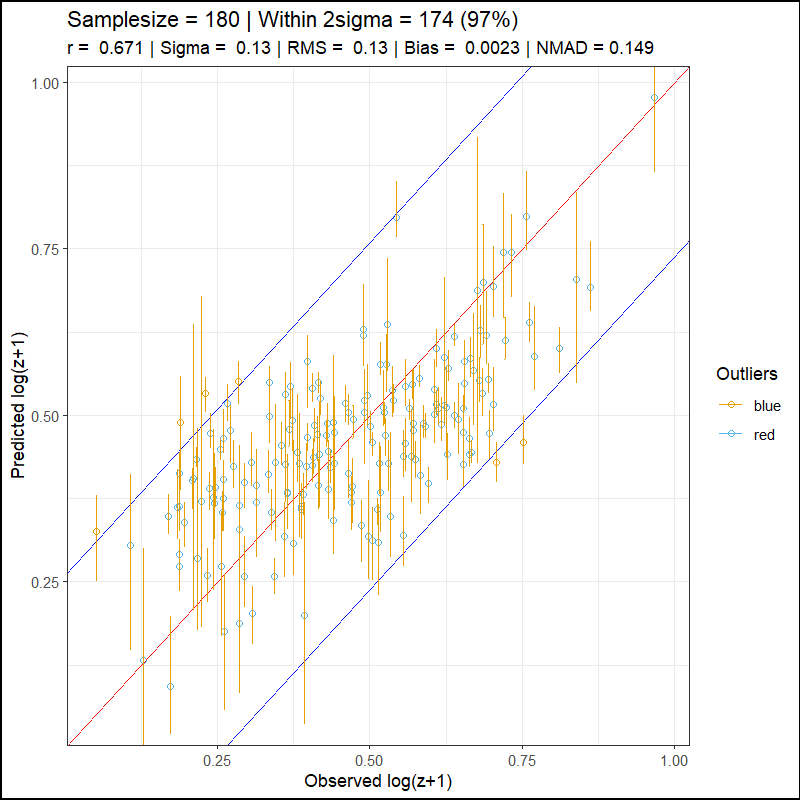 Samplesize = 180 | Within 2sigma = 174 (97%)
r =  0.671 | Sigma =  0.13 | RMS =  0.13 | Bias =  0.0023 | NMAD = 0.149
1.00
0.75
0.50
0.25
Predicted log(z+1)
0.25 0.50 0.75 1.00
Observed log(z+1)
Outliers
blue
red